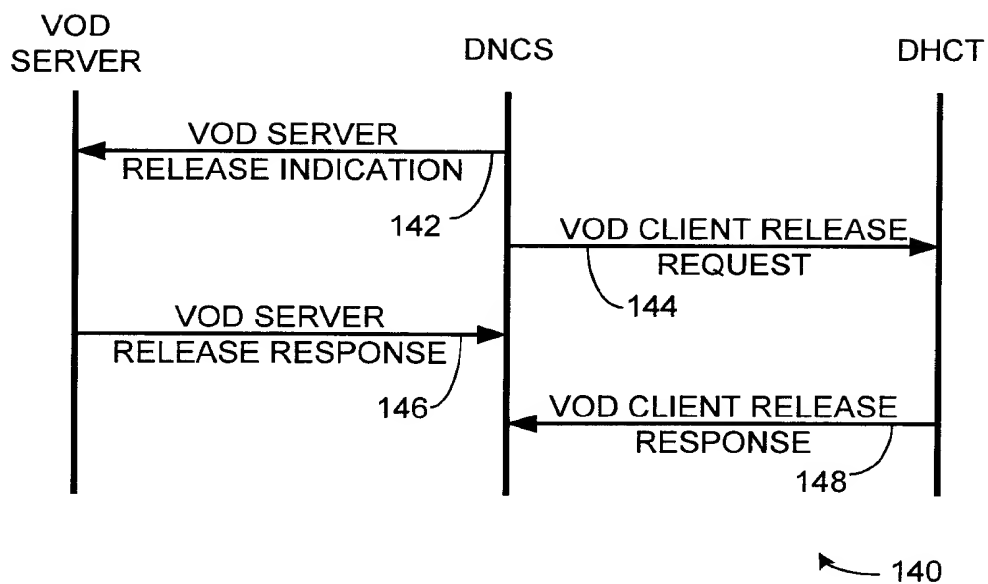 VOD
SERVER
DNCS
DHCT
VOD SERVER
RELEASE INDICATION
142
VOD CLIENT RELEASE
REQUEST
144
VOD SERVER
RELEASE RESPONSE
146
VOD CLIENT RELEASE
RESPONSE
148
140